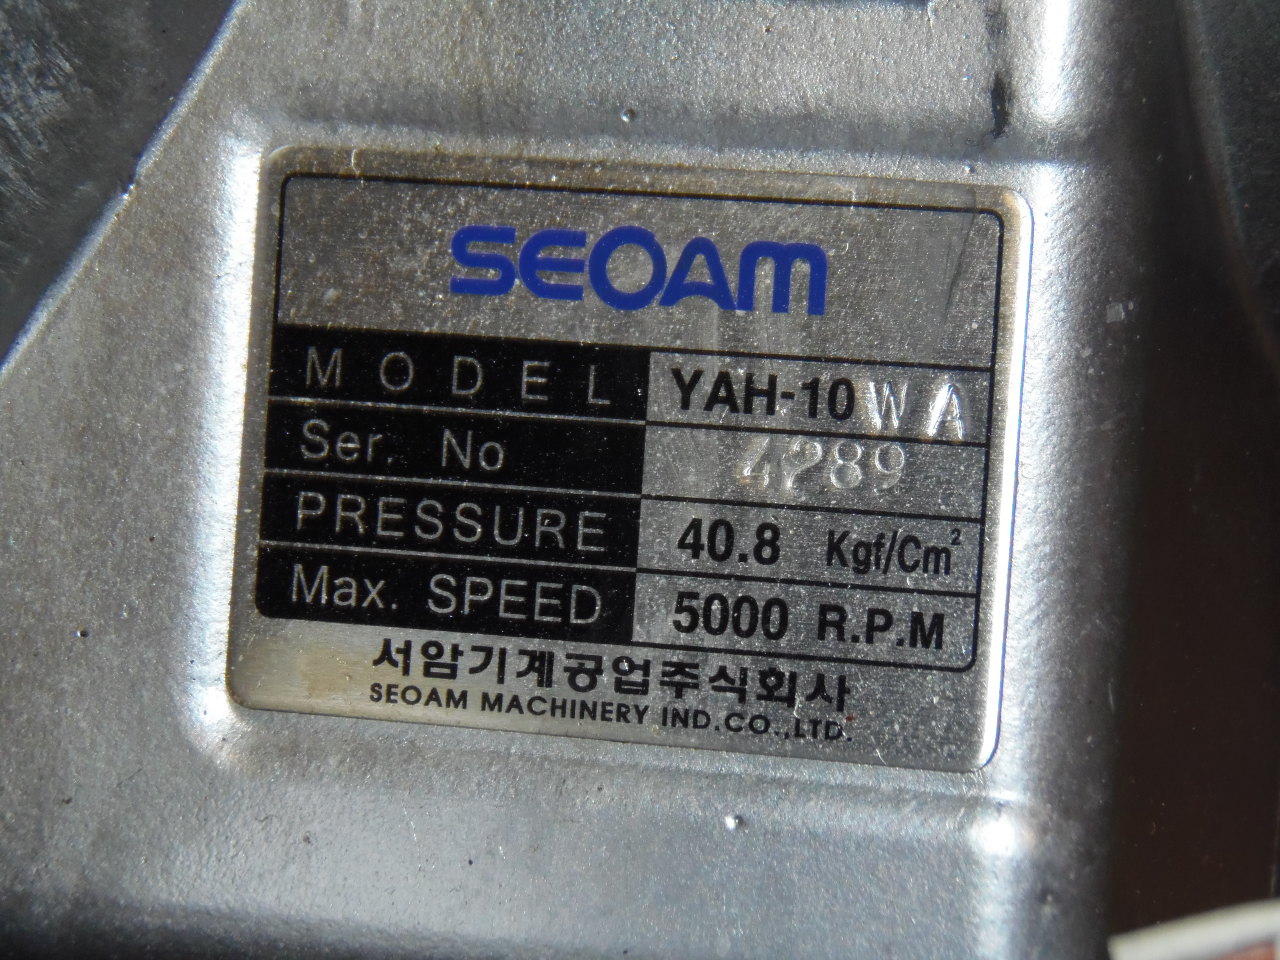 SEOAM
MODEL YAH-10WA
Ser. No 4289
PRESSURE 40.8 Kgf/Cm²
Max. SPEED 5000 R.P.M
서암기계공업주식회사
SEOAM MACHINERY IND.CO.,LTD.